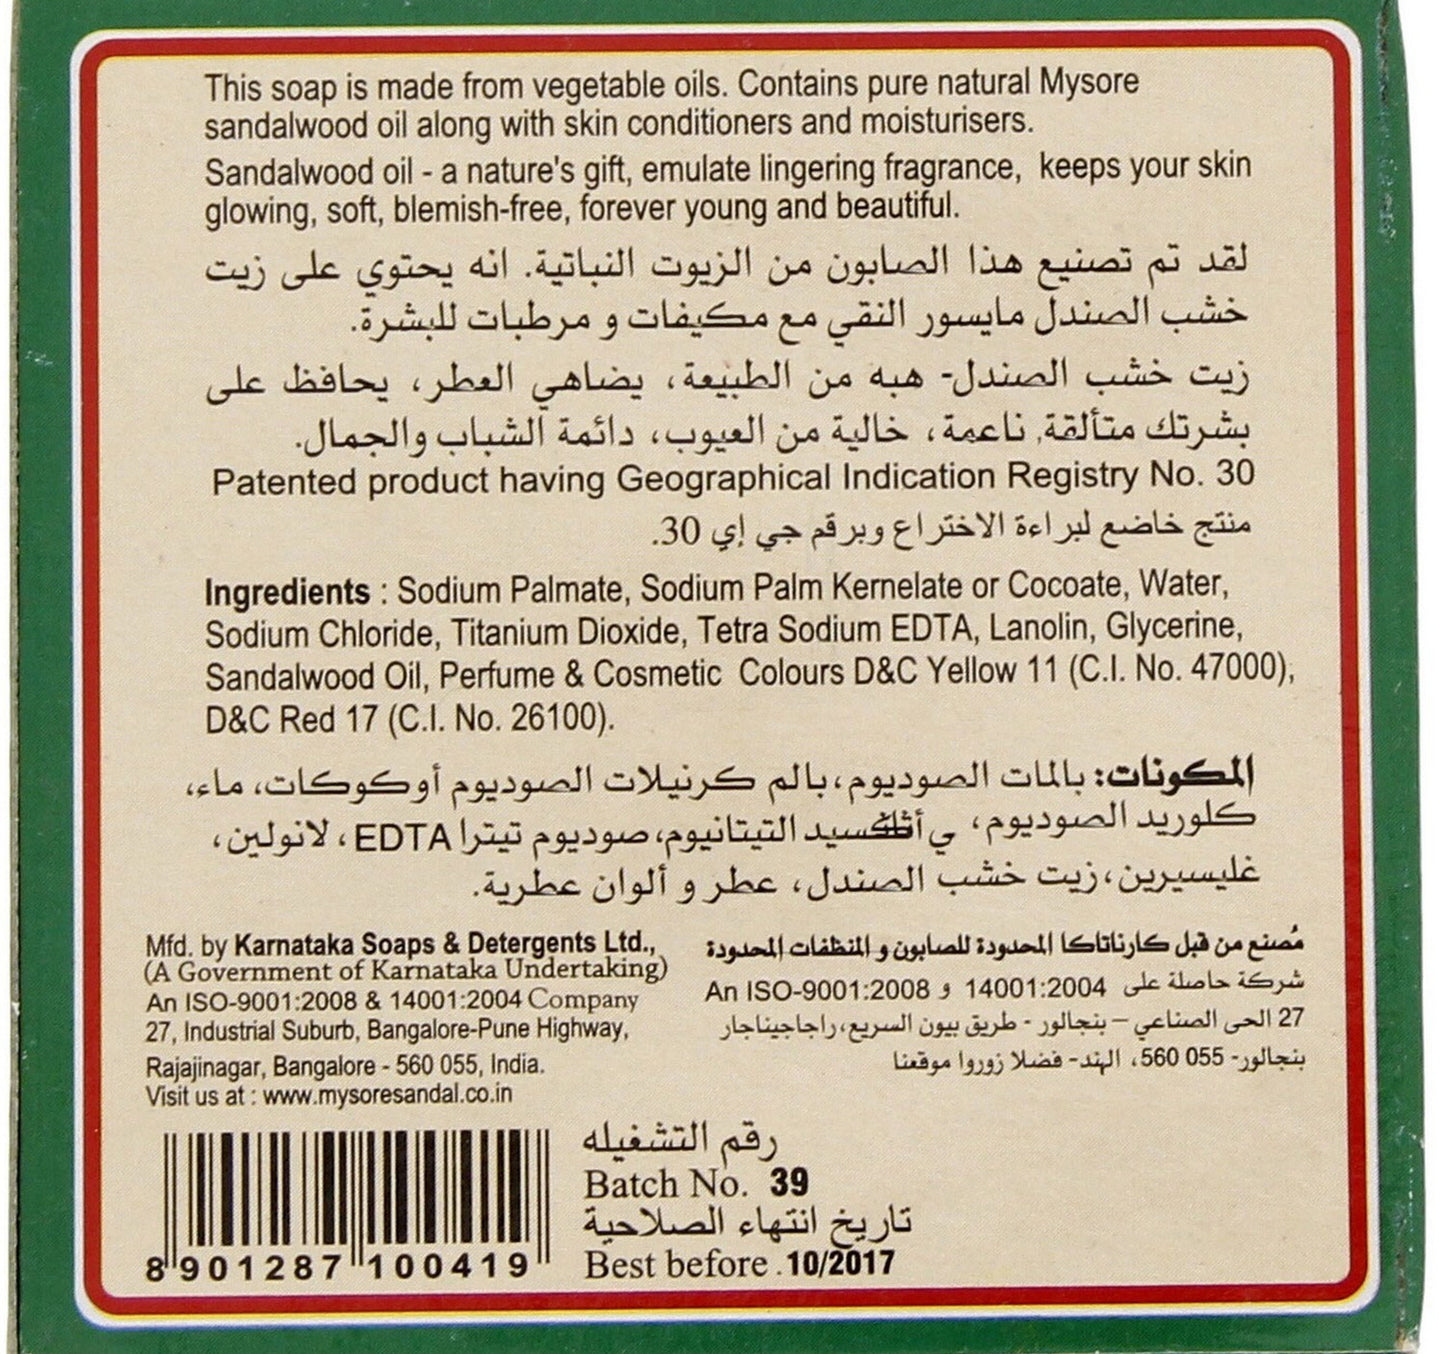 This soap is made from vegetable oils. Contains pure natural Mysore
sandalwood oil along with skin conditioners and moisturisers.
Sandalwood oil - a nature's gift, emulate lingering fragrance, keeps your skin
glowing, soft, blemish-free, forever young and beautiful.
لقد تم تصنيع هذا الصابون من الزيوت النباتية. انه يحتوي على زيت
خشب الصندل مايسور النقي مع مكيفات و مرطبات للبشرة.
زيت خشب الصندل- هبه من الطبيعة، يضاهي العطر، يحافظ على
بشرتك متألقة, ناعمة، خالية من العيوب، دائمة الشباب والجمال.
Patented product having Geographical Indication Registry No. 30
منتج خاضع لبراءة الاختراع وبرقم جي إي 30.
Ingredients : Sodium Palmate, Sodium Palm Kernelate or Cocoate, Water,
Sodium Chloride, Titanium Dioxide, Tetra Sodium EDTA, Lanolin, Glycerine,
Sandalwood Oil, Perfume & Cosmetic Colours D&C Yellow 11 (C.I. No. 47000),
D&C Red 17 (C.I. No. 26100).
المكونات: بالمات الصوديوم، بالم كرنيلات الصوديوم أوكوكات، ماء،
كلوريد الصوديوم، التيتانيوم، صوديوم تيترا EDTA، لانولين،
غليسيرين، زيت خشب الصندل، عطر و ألوان عطرية.
Mfd. by Karnataka Soaps & Detergents Ltd.,
(A Government of Karnataka Undertaking)
An ISO-9001:2008 & 14001:2004 Company
27, Industrial Suburb, Bangalore-Pune Highway,
Rajajinagar, Bangalore - 560 055, India.
Visit us at : www.mysoresandal.co.in
مُصنع من قبل كارناتاكا المحدودة للصابون و المنظفات المحدودة
شركة حاصلة على An ISO-9001:2008 و 14001:2004
27 الحى الصناعي – بنجالور - طريق بيون السريع، راجاجيناجار
بنجالور- 055 560، الهند- فضلا زوروا موقعنا
8 901287 100419
رقم التشغيله
Batch No. 39
تاريخ انتهاء الصلاحية
Best before . 10/2017